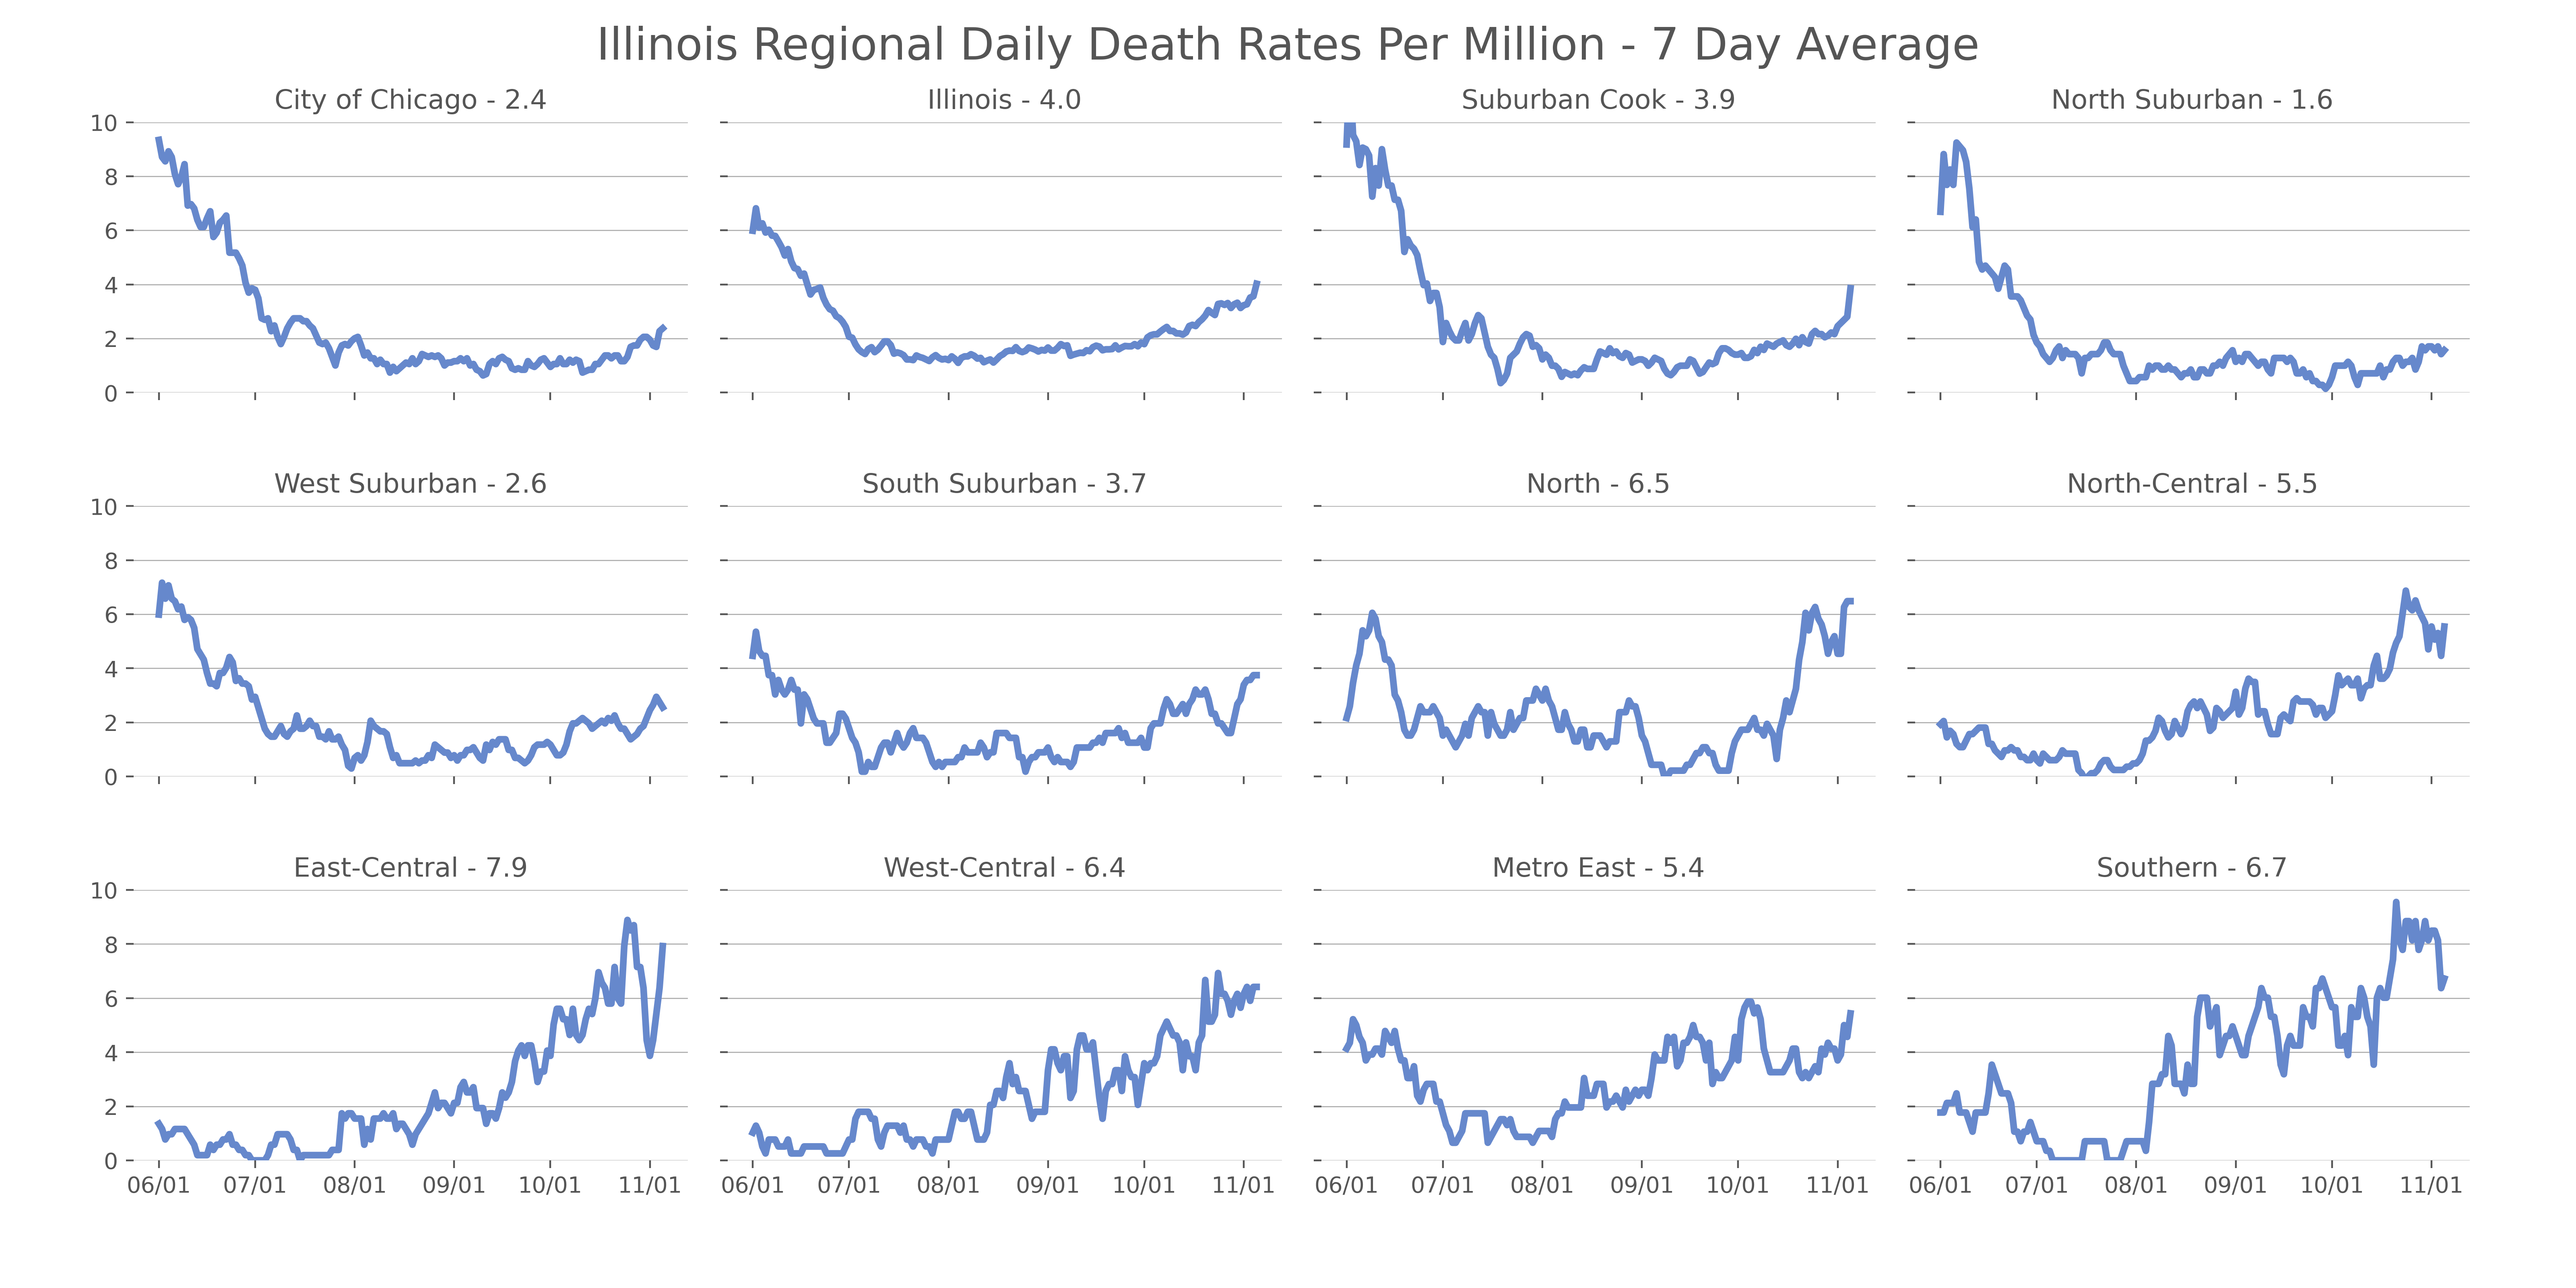 Illinois Regional Daily Death Rates Per Million - 7 Day Average
City of Chicago - 2.4
Illinois - 4.0
Suburban Cook - 3.9
North Suburban - 1.6
10
8
6
4
2
0
West Suburban - 2.6
South Suburban - 3.7
North - 6.5
North-Central - 5.5
10
8
6
4
2
0
East-Central - 7.9
West-Central - 6.4
Metro East - 5.4
Southern - 6.7
10
8
6
4
2
0
06/01 07/01 08/01 09/01 10/01 11/01
06/01 07/01 08/01 09/01 10/01 11/01
06/01 07/01 08/01 09/01 10/01 11/01
06/01 07/01 08/01 09/01 10/01 11/01